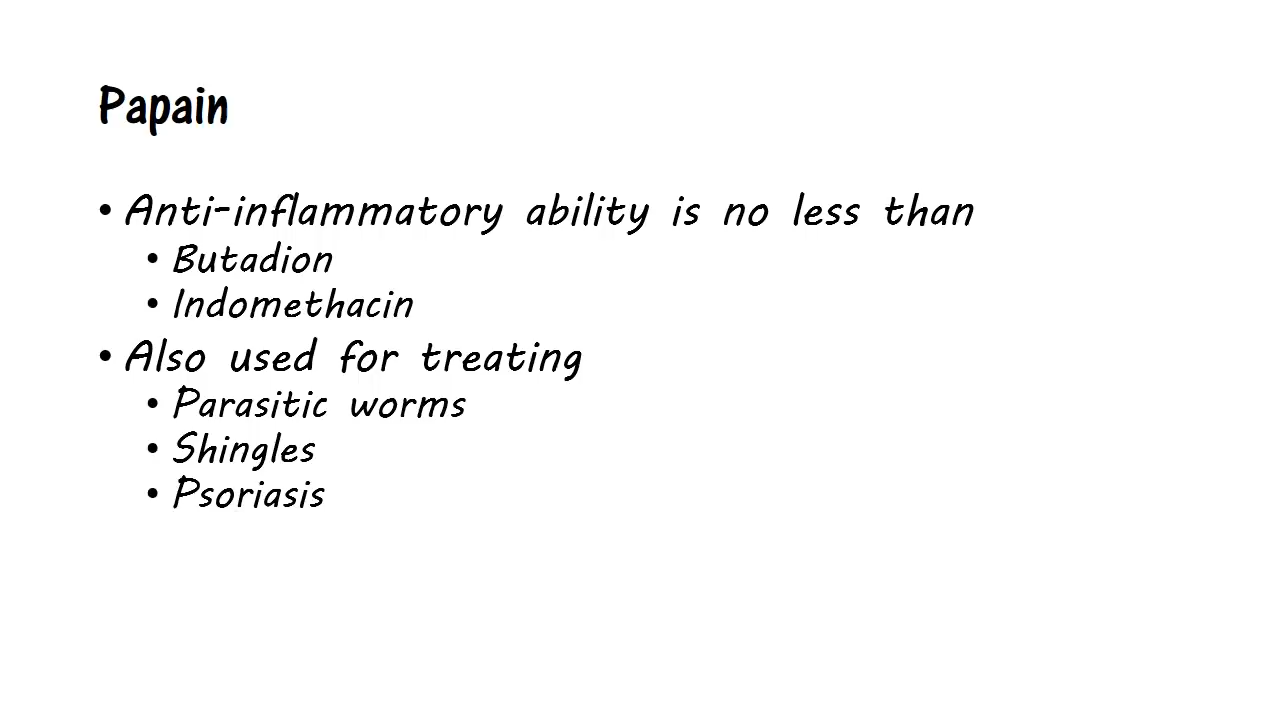 Papain
• Anti-inflammatory ability is no less than
• Butadion
• Indomethacin
• Also used for treating
• Parasitic worms
• Shingles
• Psoriasis